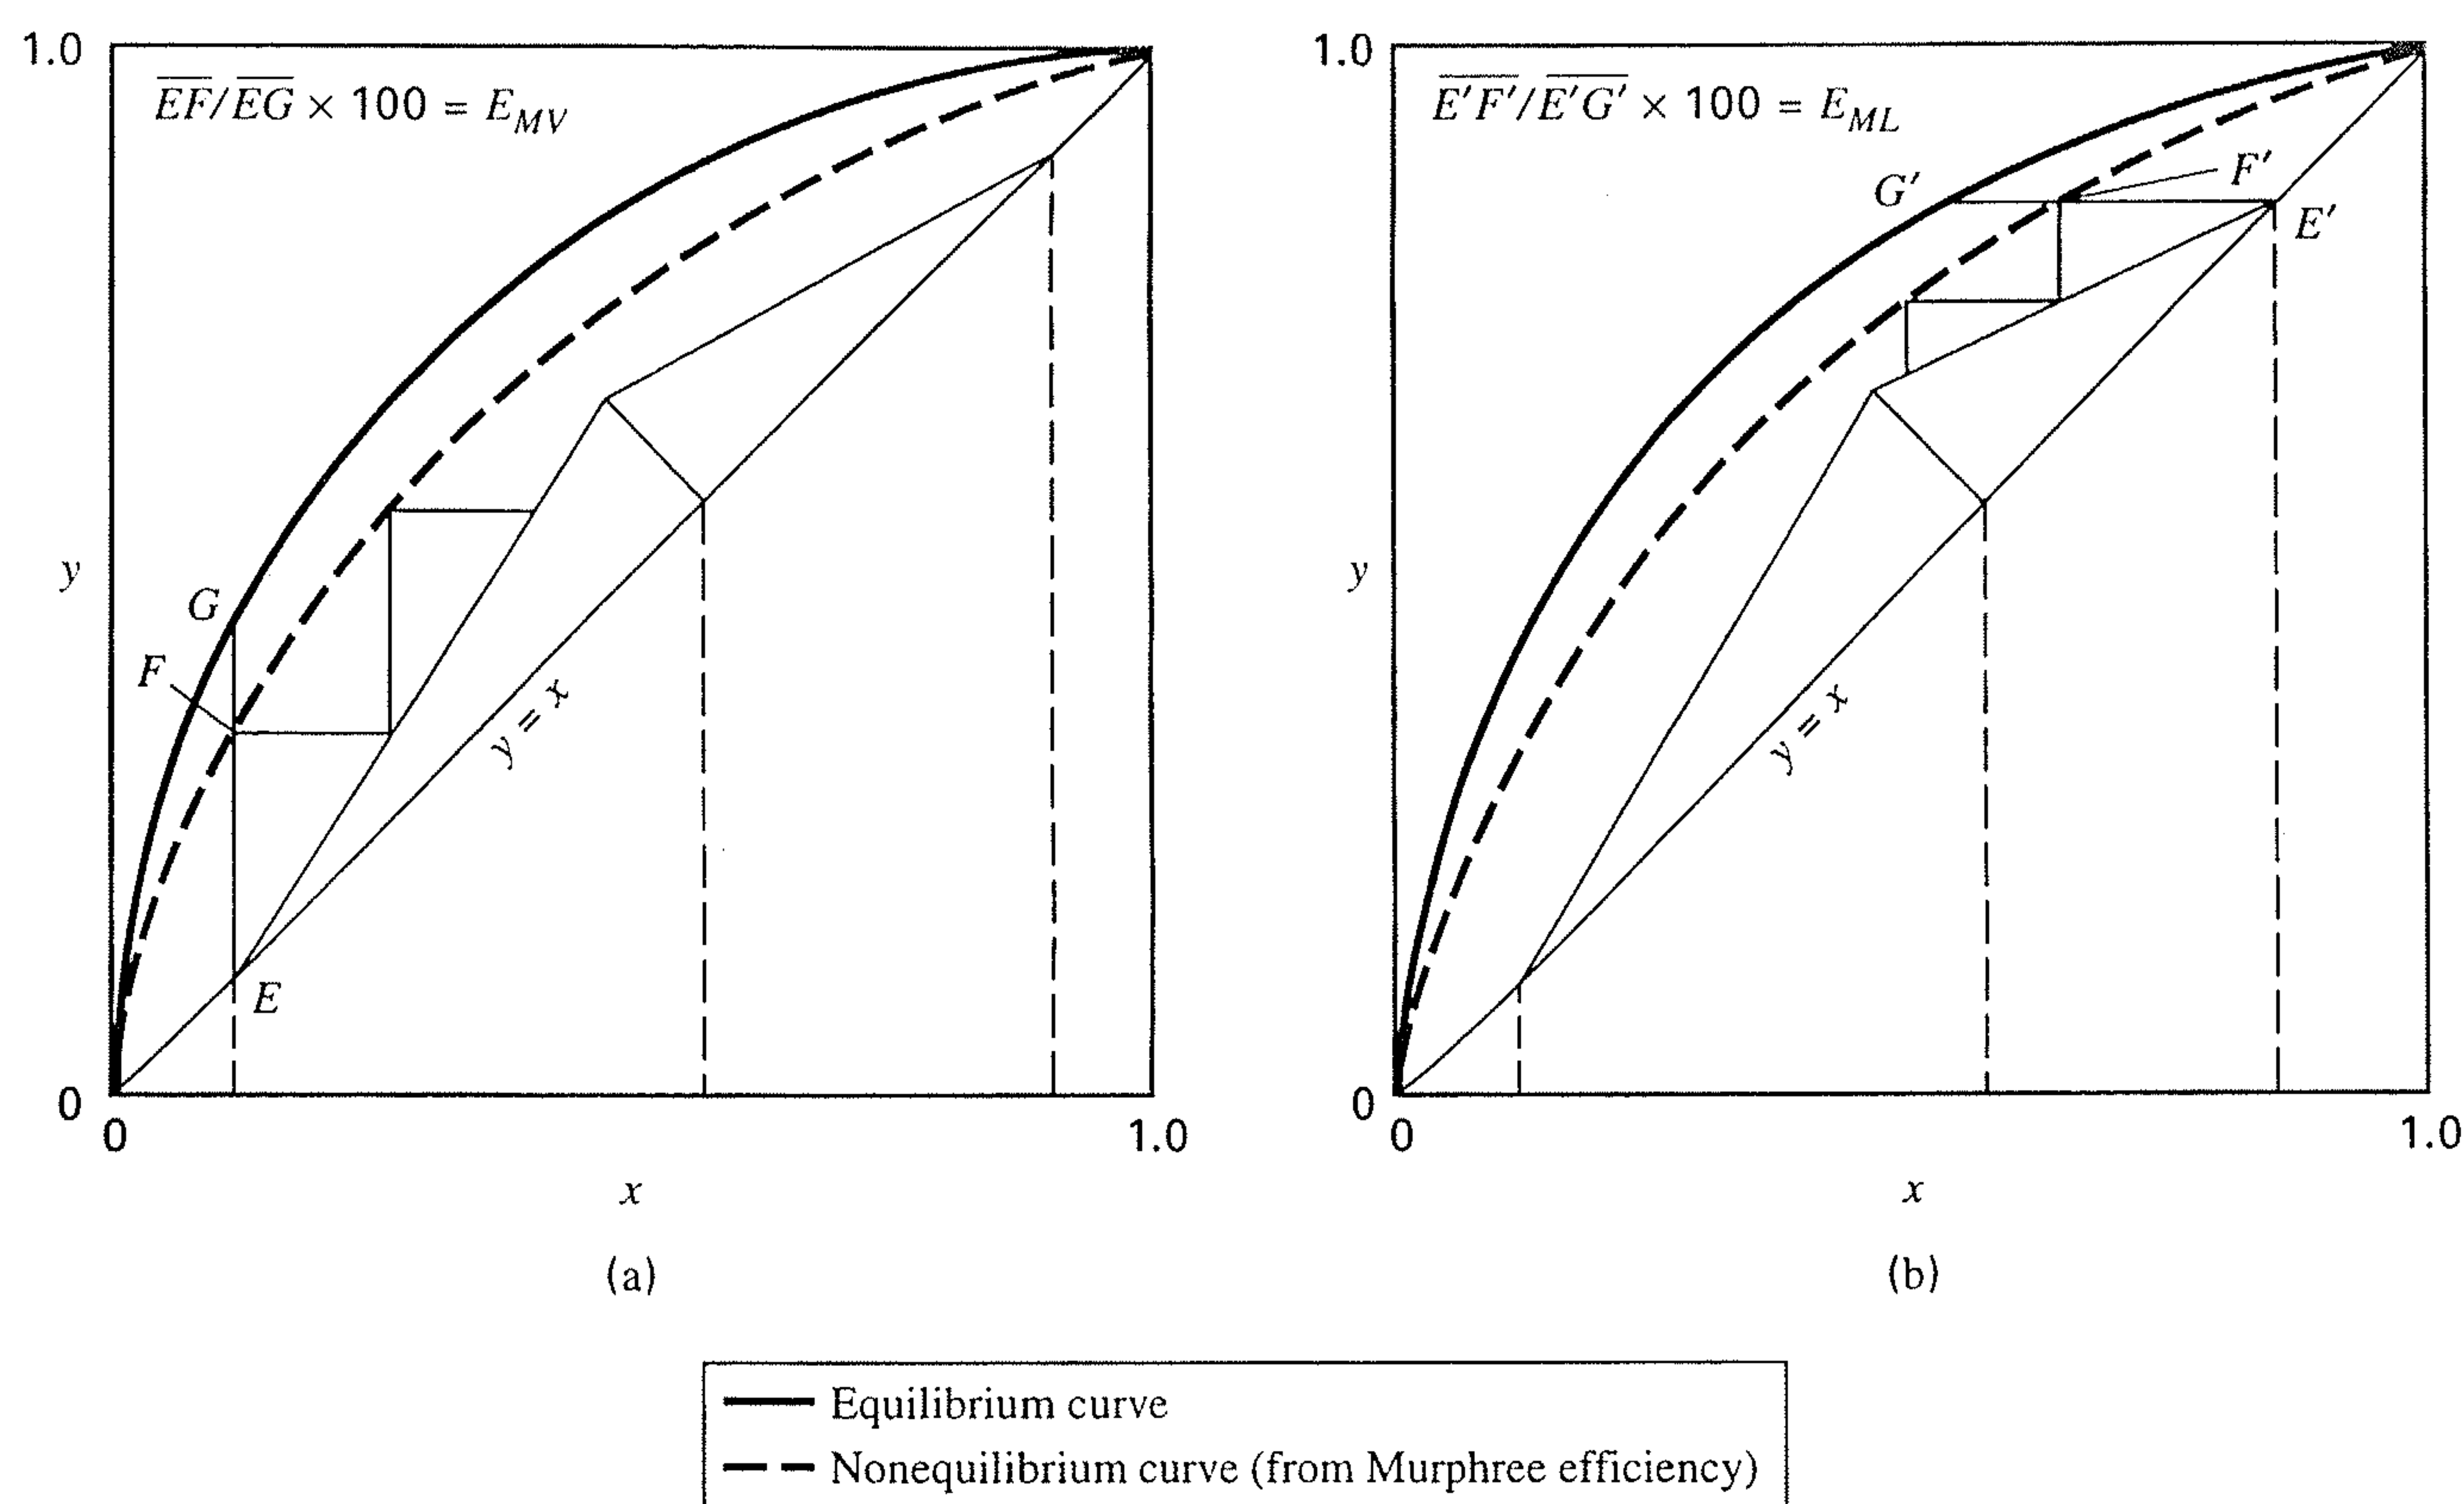 1.0
EF/EG × 100 = E_MV
G
F
y
E
y = x
0
0
1.0
x
(a)
1.0
E′F′/E′G′ × 100 = E_ML
G′
F′
E′
y
y = x
0
0
1.0
x
(b)
Equilibrium curve
Nonequilibrium curve (from Murphree efficiency)